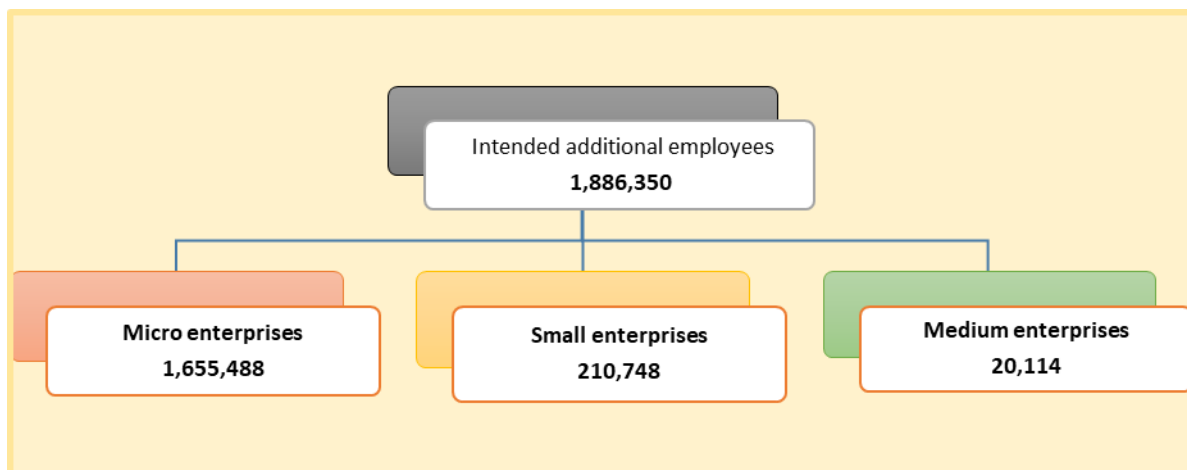 Intended additional employees
1,886,350
Micro enterprises
1,655,488
Small enterprises
210,748
Medium enterprises
20,114